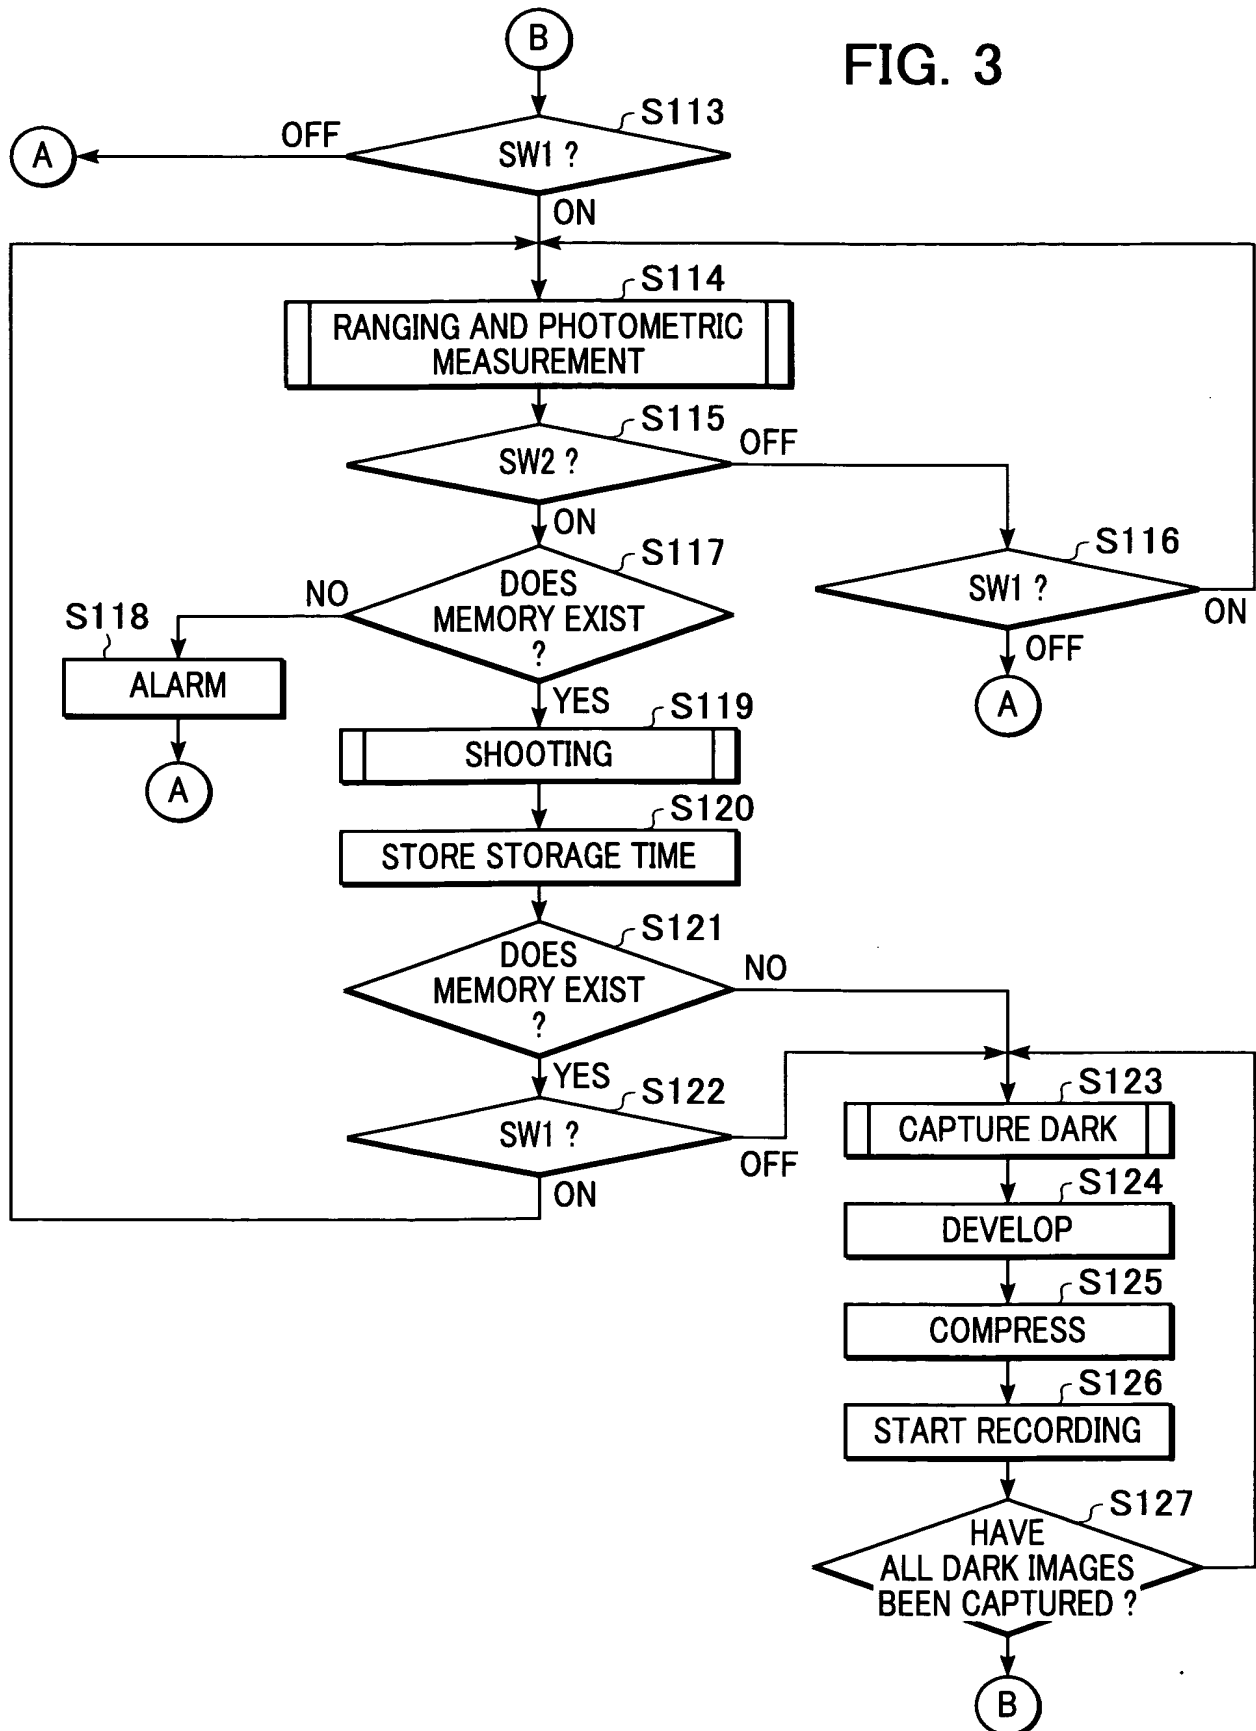 B
FIG. 3
S113
OFF
A
SW1 ?
ON
S114
RANGING AND PHOTOMETRIC
MEASUREMENT
S115
OFF
SW2 ?
ON
S117
S116
DOES
MEMORY EXIST
?
NO
SW1 ?
ON
S118
OFF
ALARM
YES
A
S119
SHOOTING
A
S120
STORE STORAGE TIME
S121
DOES
MEMORY EXIST
?
NO
YES
S122
S123
SW1 ?
CAPTURE DARK
OFF
ON
S124
DEVELOP
S125
COMPRESS
S126
START RECORDING
S127
HAVE
ALL DARK IMAGES
BEEN CAPTURED ?
B